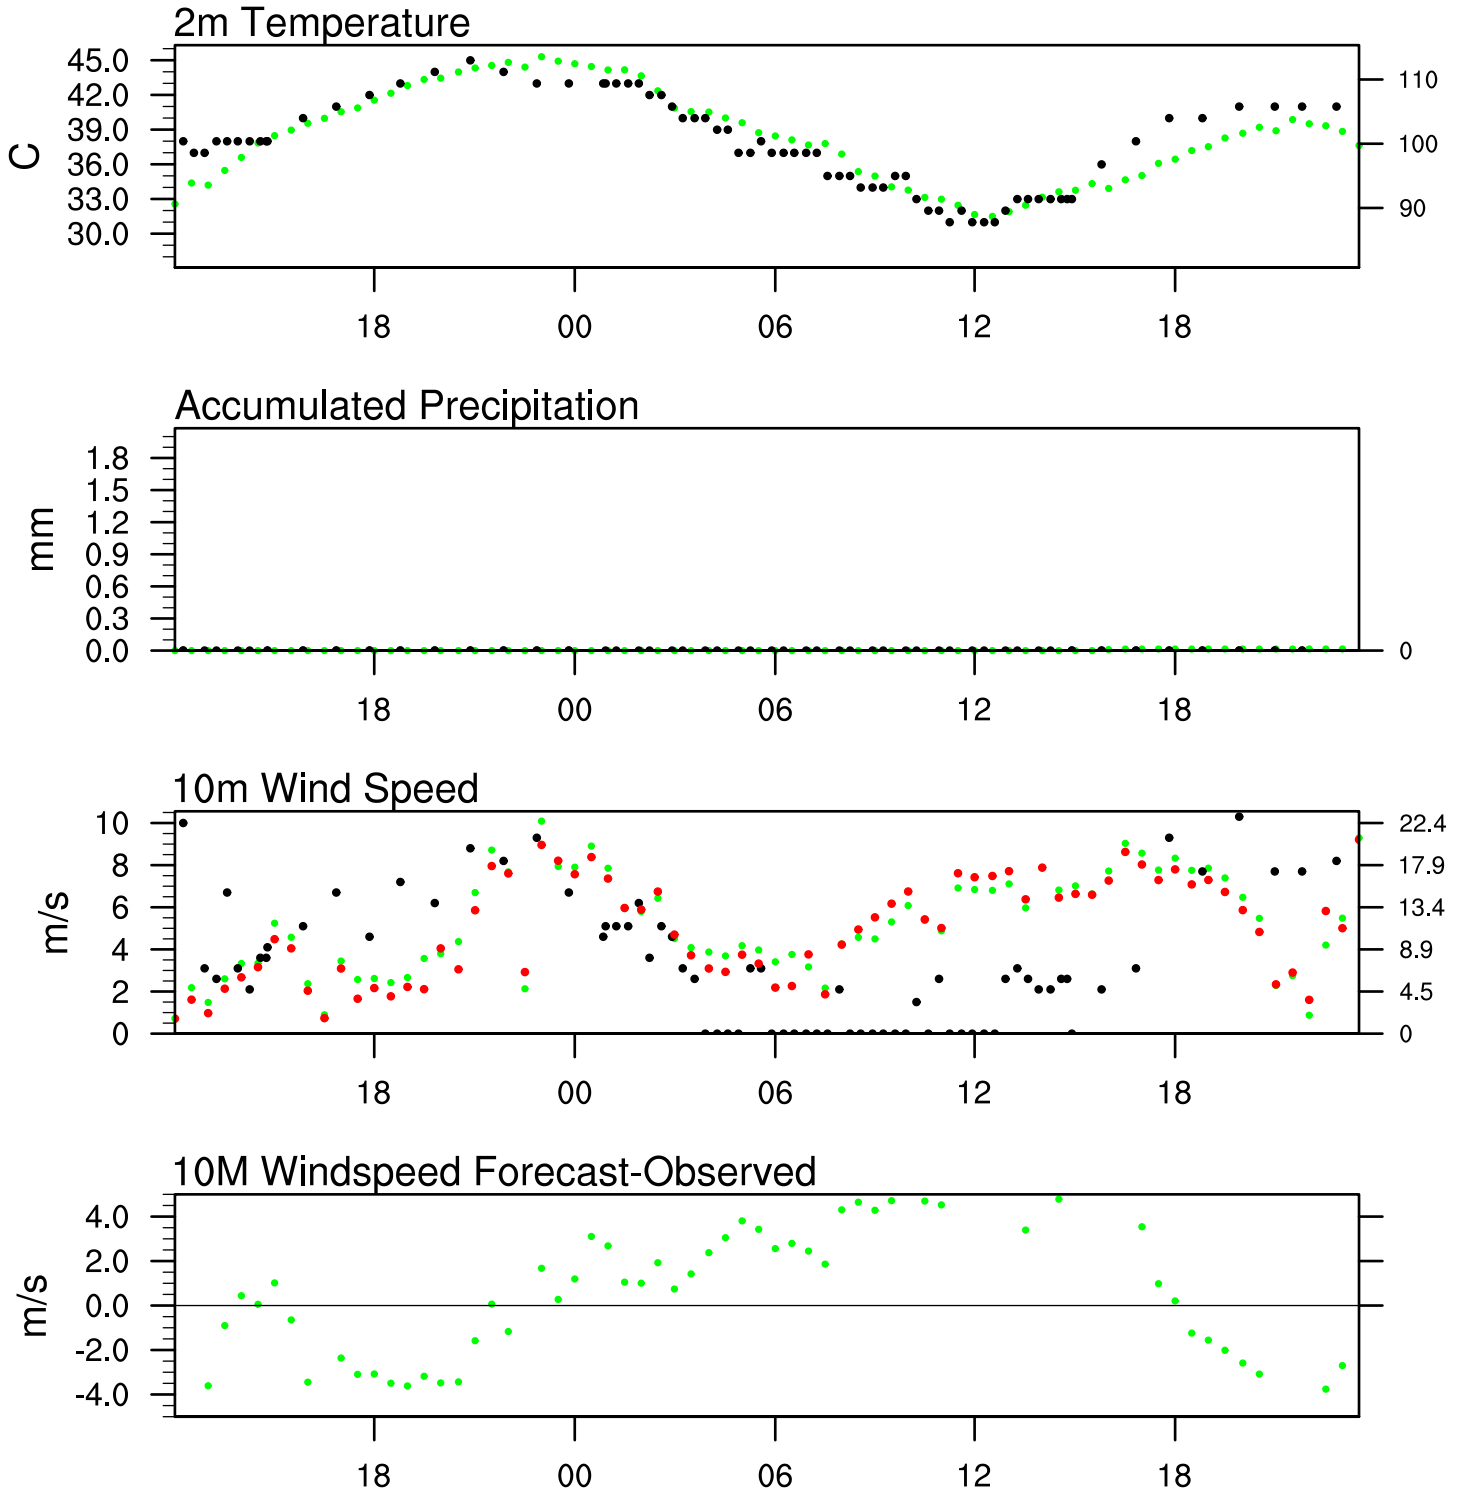 2m Temperature
45.0
42.0
39.0
36.0
33.0
30.0
C
110
100
90
18 00 06 12 18
Accumulated Precipitation
1.8
1.5
1.2
0.9
0.6
0.3
0.0
mm
0
18 00 06 12 18
10m Wind Speed
10
8
6
4
2
0
m/s
22.4
17.9
13.4
8.9
4.5
0
18 00 06 12 18
10M Windspeed Forecast-Observed
4.0
2.0
0.0
-2.0
-4.0
m/s
18 00 06 12 18